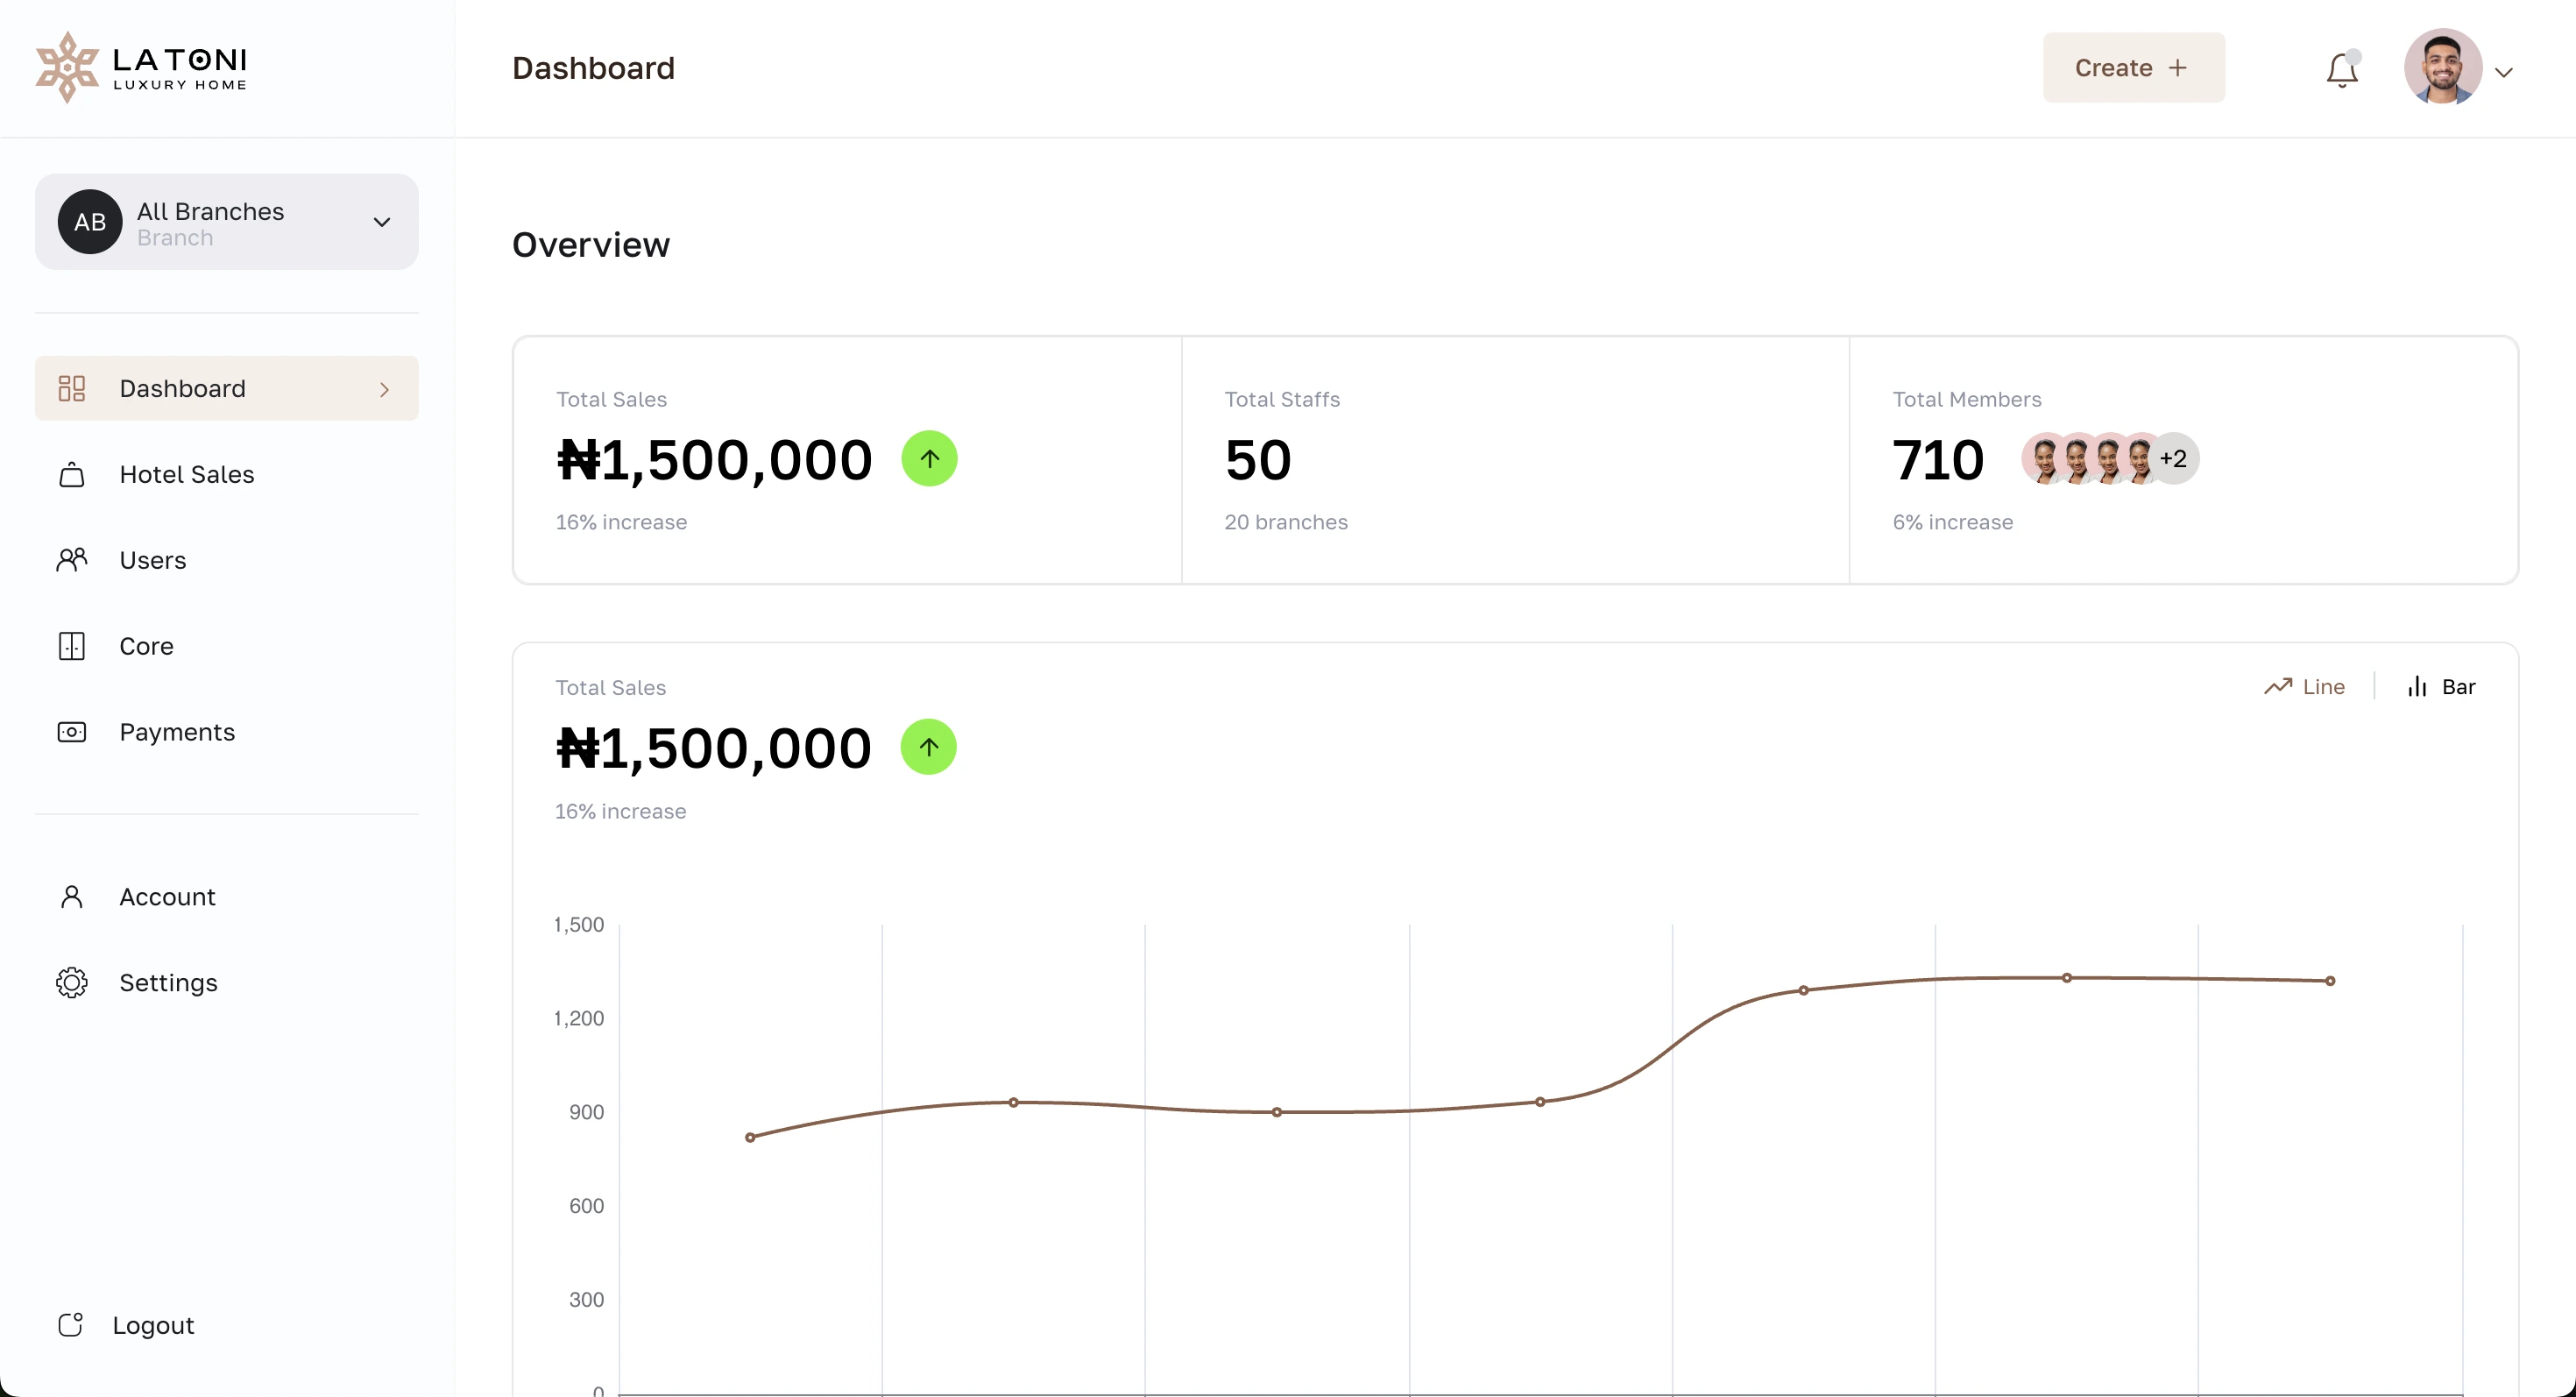 LATONI
LUXURY HOME
Dashboard
Create +
AB
All Branches
Branch
Dashboard
Hotel Sales
Users
Core
Payments
Account
Settings
Logout
Overview
Total Sales
₦1,500,000
16% increase
Total Staffs
50
20 branches
Total Members
710
+2
6% increase
Total Sales
₦1,500,000
16% increase
Line
Bar
1,500
1,200
900
600
300
0